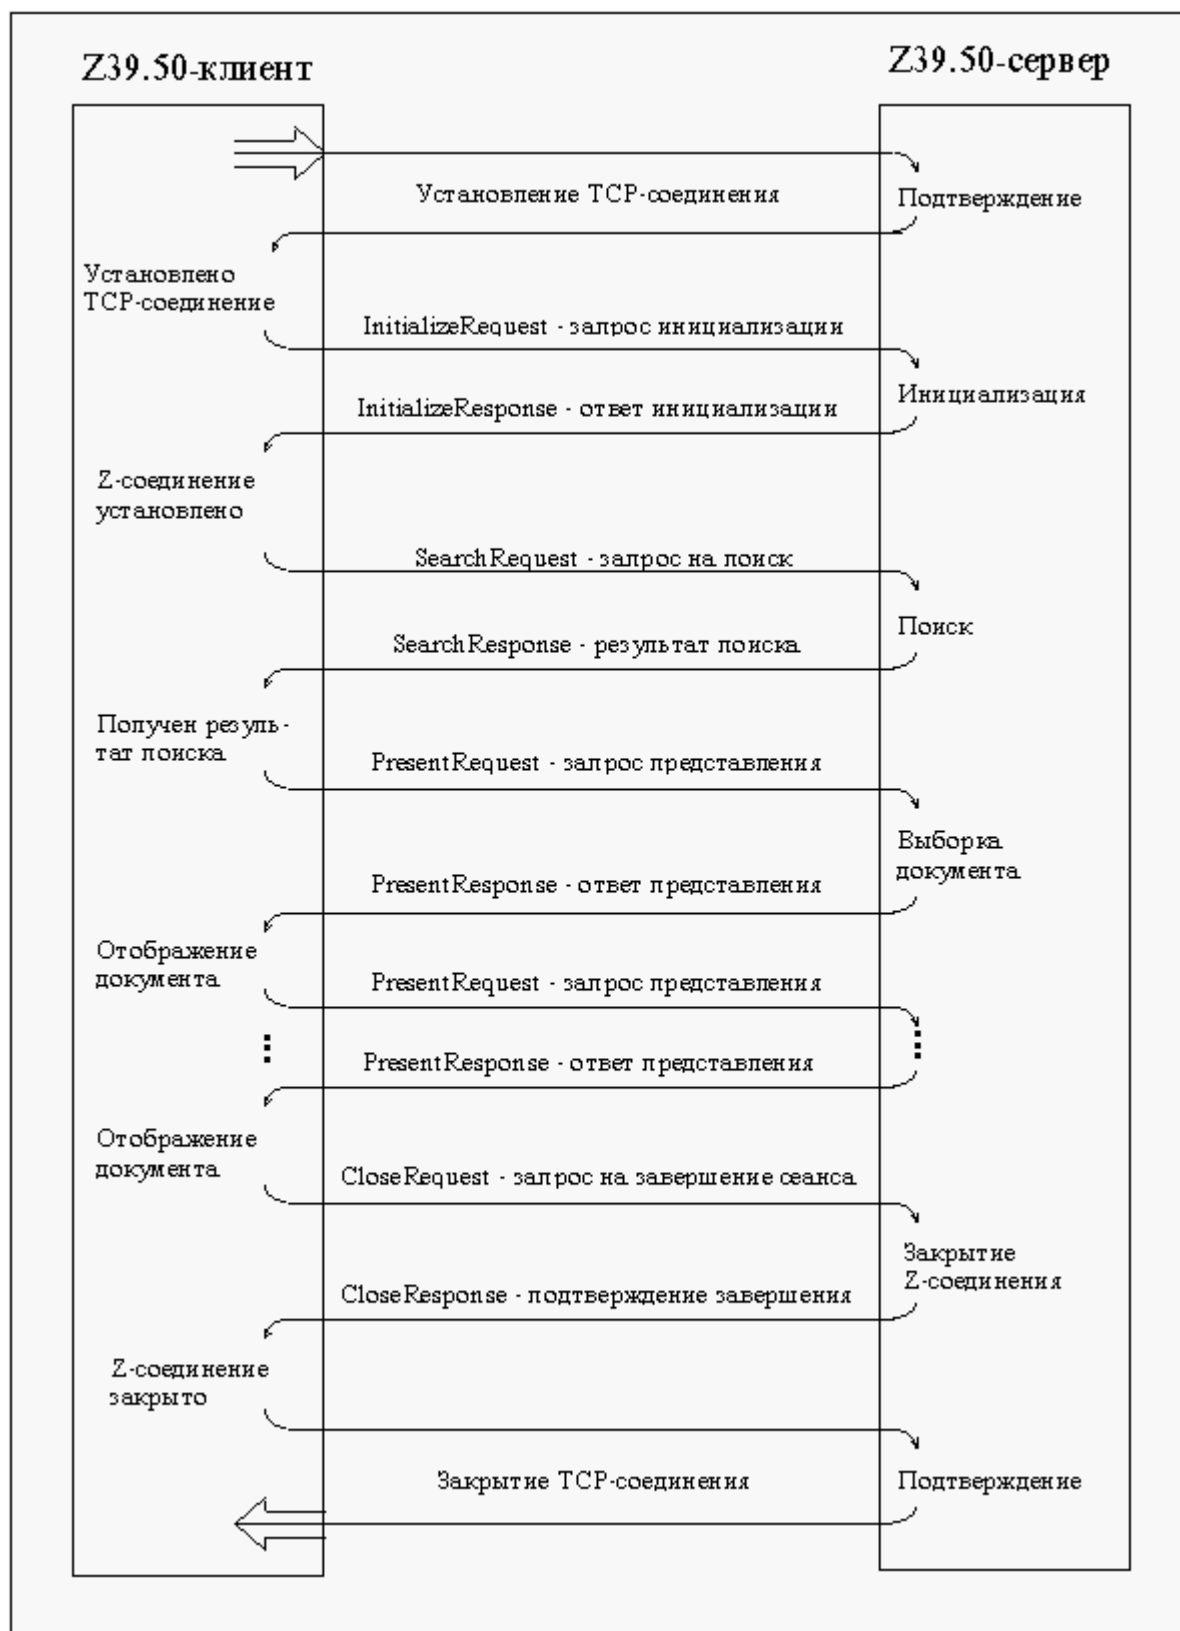 Z39.50-клиент
Z39.50-сервер
Установление TCP-соединения
Подтверждение
Установлено
TCP-соединение
InitializeRequest - запрос инициализации
Инициализация
InitializeResponse - ответ инициализации
Z-соединение
установлено
SearchRequest - запрос на поиск
Поиск
SearchResponse - результат поиска
Получен резуль-
тат поиска
PresentRequest - запрос представления
Выборка
документа
PresentResponse - ответ представления
Отображение
документа
PresentRequest - запрос представления
PresentResponse - ответ представления
Отображение
документа
CloseRequest - запрос на завершение сеанса
Закрытие
Z-соединения
CloseResponse - подтверждение завершения
Z-соединение
закрыто
Закрытие TCP-соединения
Подтверждение